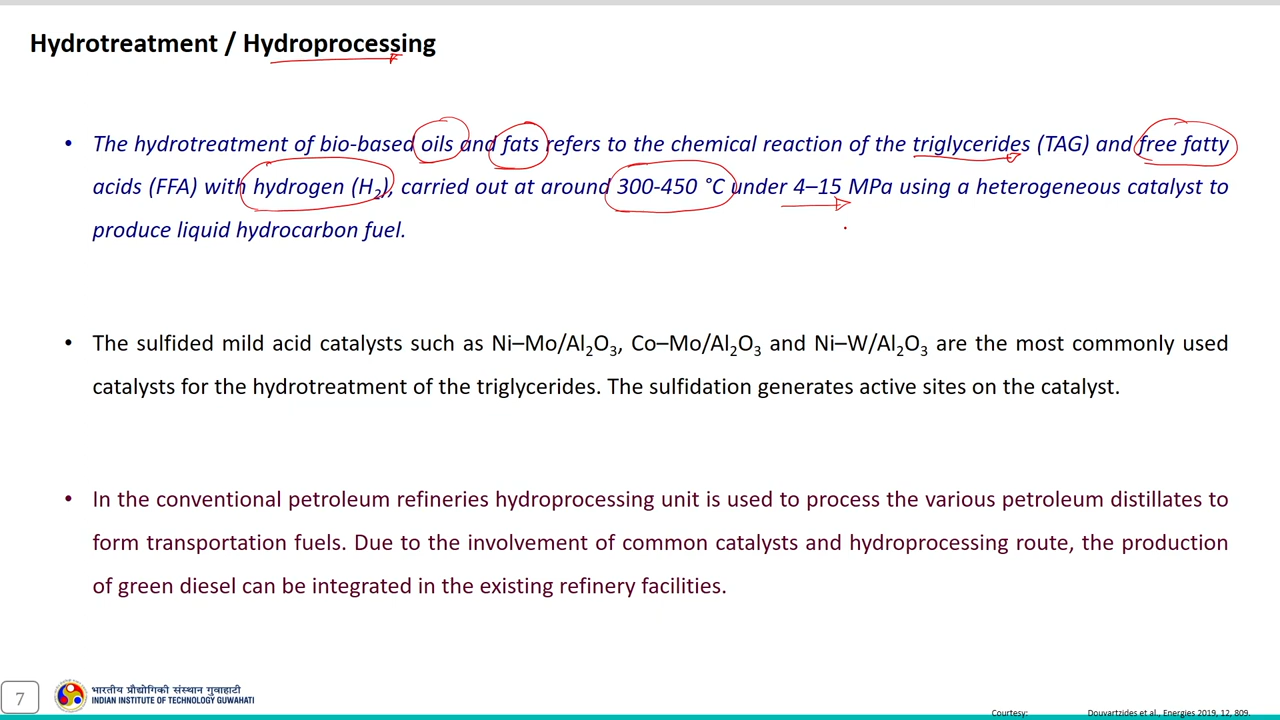 Hydrotreatment / Hydroprocessing
• The hydrotreatment of bio-based oils and fats refers to the chemical reaction of the triglycerides (TAG) and free fatty
acids (FFA) with hydrogen (H₂), carried out at around 300-450 °C under 4–15 MPa using a heterogeneous catalyst to
produce liquid hydrocarbon fuel.
• The sulfided mild acid catalysts such as Ni–Mo/Al₂O₃, Co–Mo/Al₂O₃ and Ni–W/Al₂O₃ are the most commonly used
catalysts for the hydrotreatment of the triglycerides. The sulfidation generates active sites on the catalyst.
• In the conventional petroleum refineries hydroprocessing unit is used to process the various petroleum distillates to
form transportation fuels. Due to the involvement of common catalysts and hydroprocessing route, the production
of green diesel can be integrated in the existing refinery facilities.
7
भारतीय प्रौद्योगिकी संस्थान गुवाहाटी
INDIAN INSTITUTE OF TECHNOLOGY GUWAHATI
Courtesy: Douvartzides et al., Energies 2019, 12, 809.